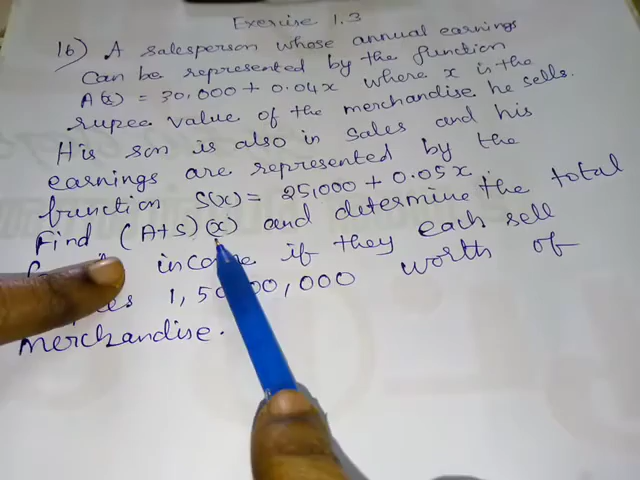 Exercise 1.3
16) A salesperson whose annual earnings
can be represented by the function
A(x) = 30,000 + 0.04x where x is the
rupee value of the merchandise he sells.
His son is also in sales and his
earnings are represented by the
function S(x) = 25,000 + 0.05x.
Find (A+S)(x) and determine the total
income if they each sell
1,50,00,000 worth of
merchandise.